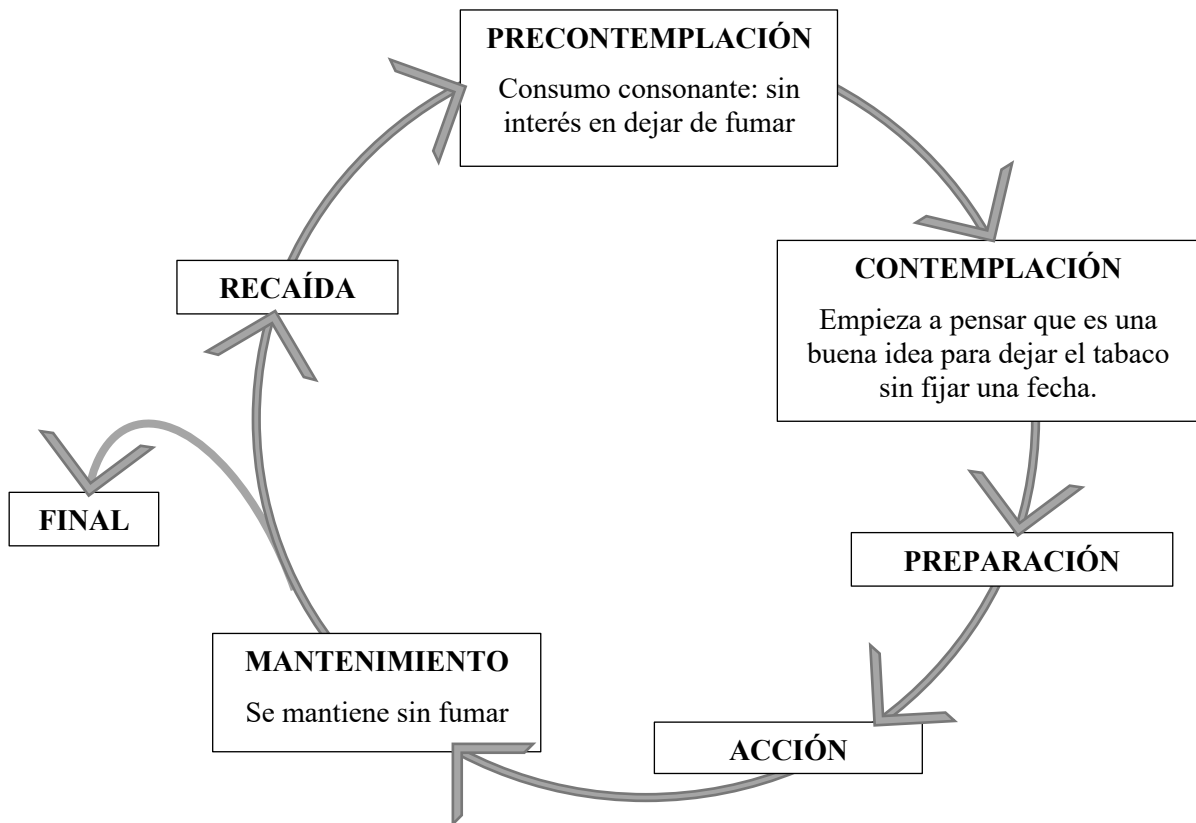 PRECONTEMPLACIÓN
Consumo consonante: sin
interés en dejar de fumar
CONTEMPLACIÓN
Empieza a pensar que es una
buena idea para dejar el tabaco
sin fijar una fecha.
PREPARACIÓN
ACCIÓN
MANTENIMIENTO
Se mantiene sin fumar
FINAL
RECAÍDA